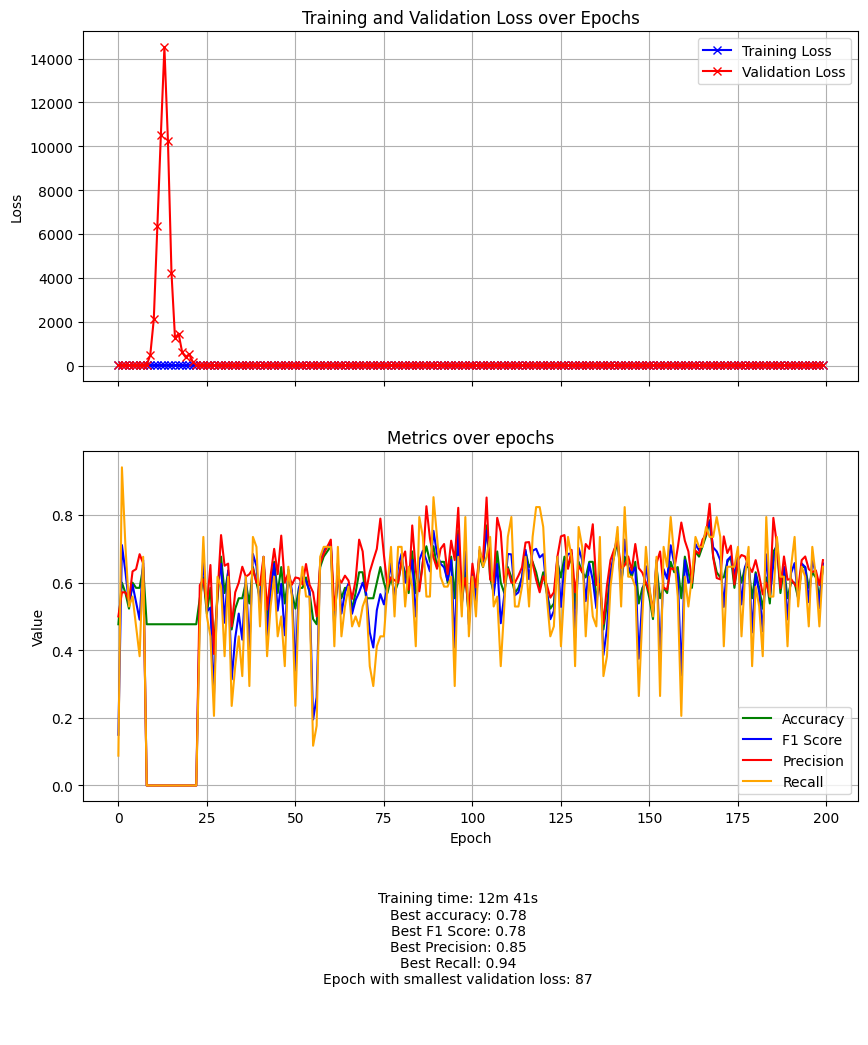 Training and Validation Loss over Epochs
14000
12000
10000
8000
6000
4000
2000
0
Loss
Training Loss
Validation Loss
Metrics over epochs
0.8
0.6
0.4
0.2
0.0
Value
Accuracy
F1 Score
Precision
Recall
0 25 50 75 100 125 150 175 200
Epoch
Training time: 12m 41s
Best accuracy: 0.78
Best F1 Score: 0.78
Best Precision: 0.85
Best Recall: 0.94
Epoch with smallest validation loss: 87